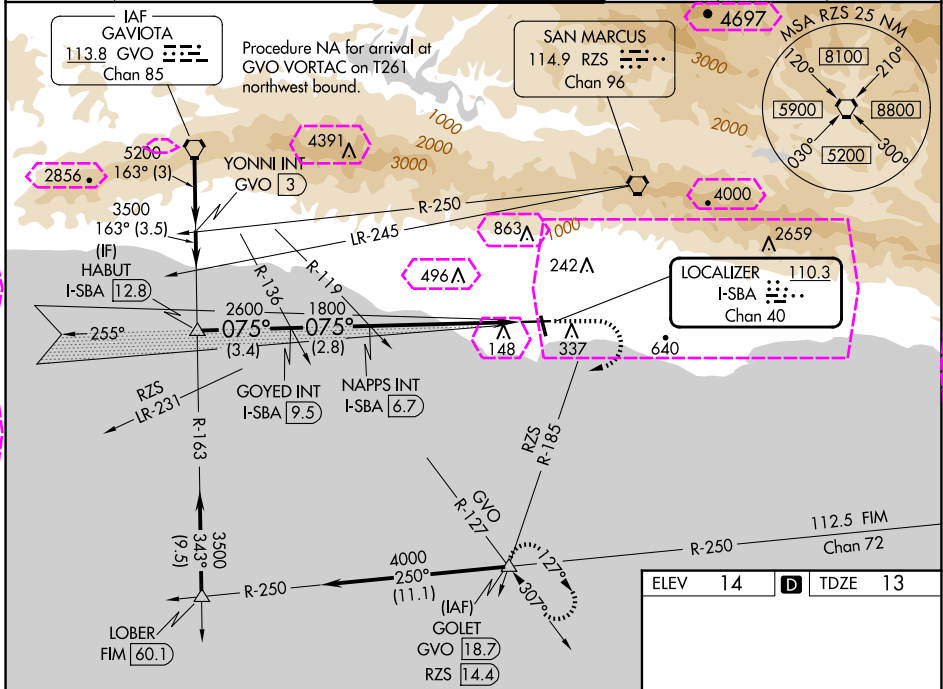 IAF
GAVIOTA
113.8 GVO
Chan 85
Procedure NA for arrival at
GVO VORTAC on T261
northwest bound.
SAN MARCUS
114.9 RZS
Chan 96
4697
MSA RZS 25 NM
120°
210°
8100
5900
8800
5200
030°
300°
3000
2000
1000
2000
3000
4391
2856
5200
163° (3)
YONNI INT
GVO 3
3500
163° (3.5)
(IF)
HABUT
I-SBA 12.8
R-250
LR-245
4000
863
1000
2659
496
242
LOCALIZER 110.3
I-SBA
Chan 40
R-136
R-119
2600
1800
255°
075°
075°
(3.4)
(2.8)
148
337
640
RZS
LR-231
GOYED INT
I-SBA 9.5
NAPPS INT
I-SBA 6.7
R-163
RZS
R-185
GVO
R-127
112.5 FIM
Chan 72
R-250
3500
343°
(9.5)
4000
250°
(11.1)
R-250
127°
307°
LOBER
FIM 60.1
(IAF)
GOLET
GVO 18.7
RZS 14.4
ELEV 14 D TDZE 13